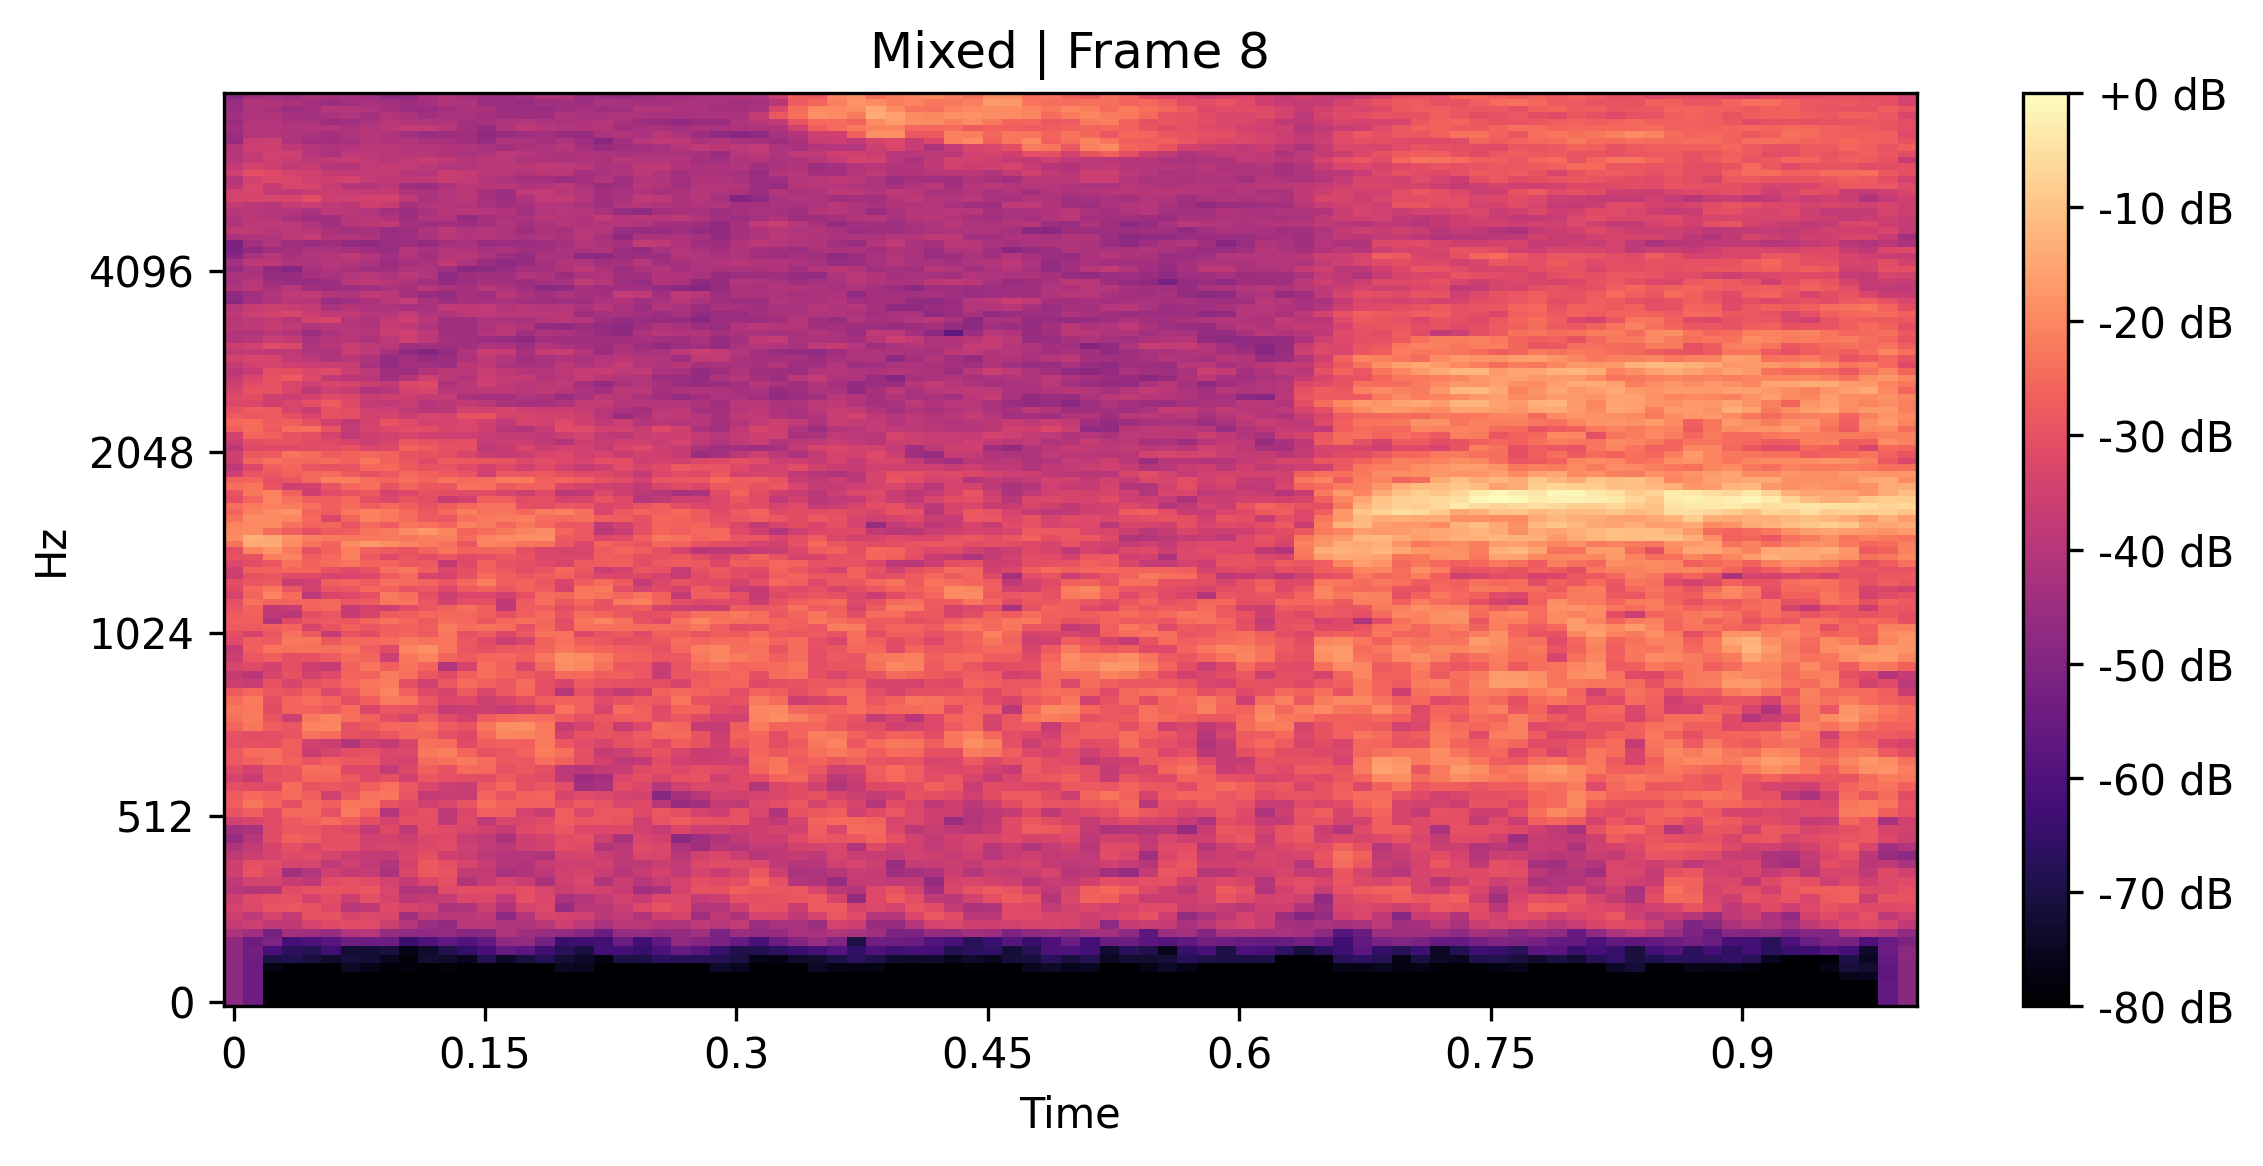 Mixed | Frame 8
Hz
4096
2048
1024
512
0
0 0.15 0.3 0.45 0.6 0.75 0.9
Time
+0 dB
-10 dB
-20 dB
-30 dB
-40 dB
-50 dB
-60 dB
-70 dB
-80 dB